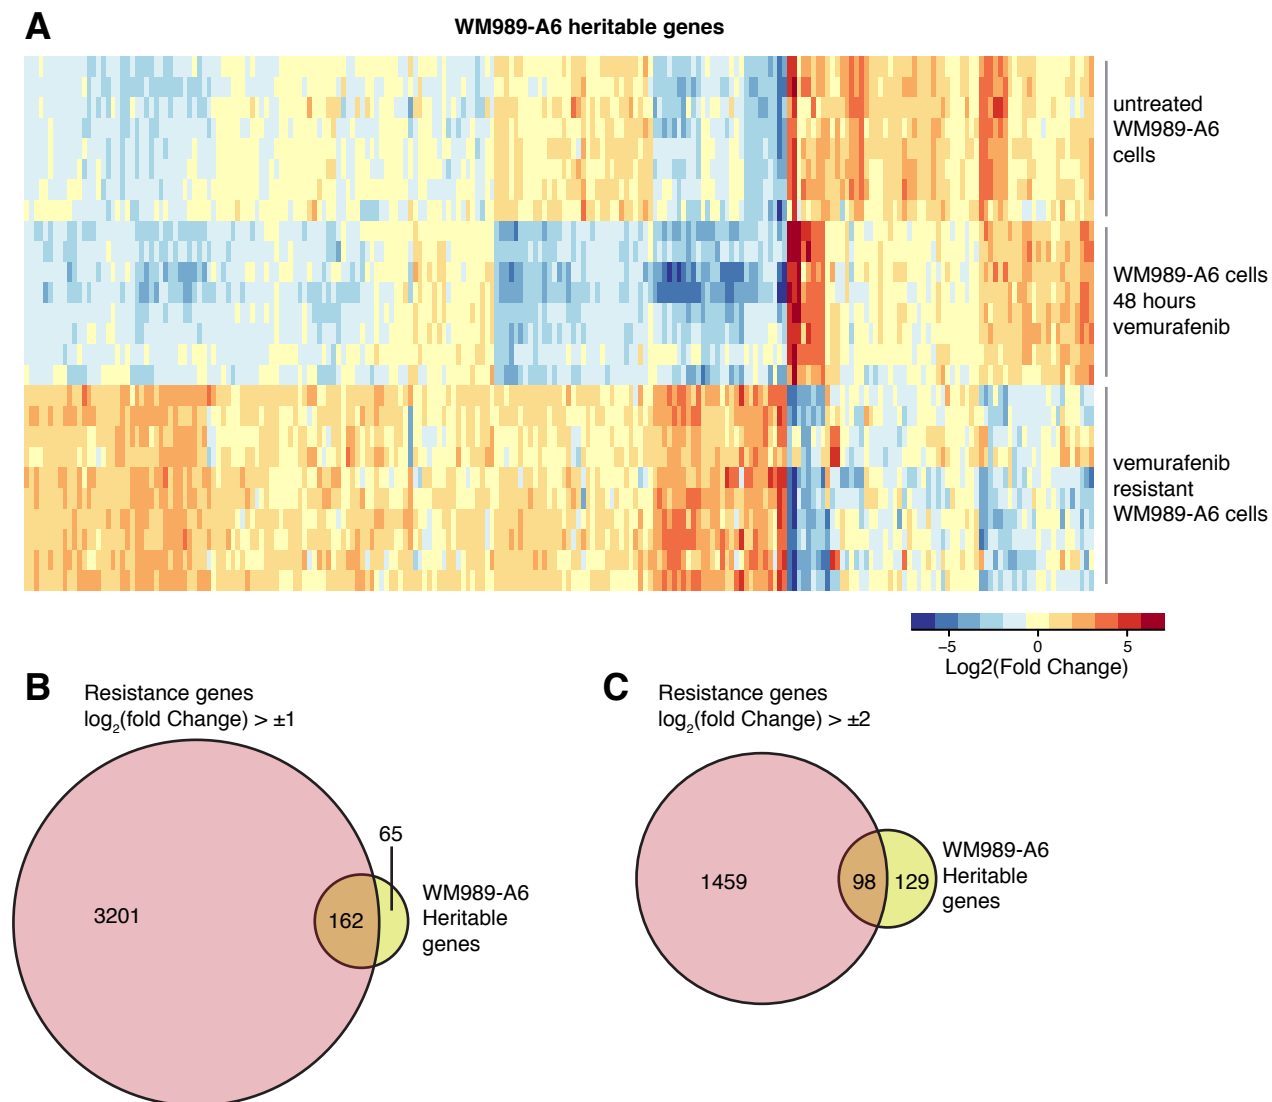 A
WM989-A6 heritable genes
untreated
WM989-A6
cells
WM989-A6 cells
48 hours
vemurafenib
vemurafenib
resistant
WM989-A6 cells
−5 0 5
Log2(Fold Change)
B
Resistance genes
log2(fold Change) > ±1
65
3201
162
WM989-A6
Heritable
genes
C
Resistance genes
log2(fold Change) > ±2
1459
98
129
WM989-A6
Heritable
genes